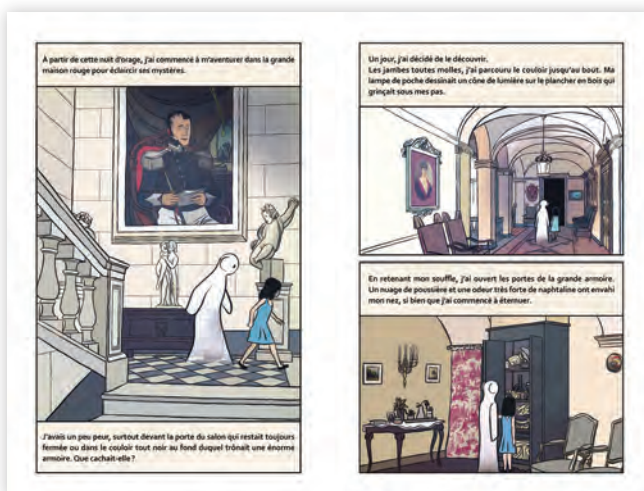 À partir de cette nuit d'orage, j'ai commencé à m'aventurer dans la grande
maison rouge pour éclaircir ses mystères.
J'avais un peu peur, surtout devant la porte du salon qui restait toujours
fermée ou dans le couloir tout noir au fond duquel trônait une énorme
armoire. Que cachait-elle ?
Un jour, j'ai décidé de le découvrir.
Les jambes toutes molles, j'ai parcouru le couloir jusqu'au bout. Ma
lampe de poche dessinait un cône de lumière sur le plancher en bois qui
grinçait sous mes pas.
En retenant mon souffle, j'ai ouvert les portes de la grande armoire.
Un nuage de poussière et une odeur très forte de naphtaline ont envahi
mon nez, si bien que j'ai commencé à éternuer.